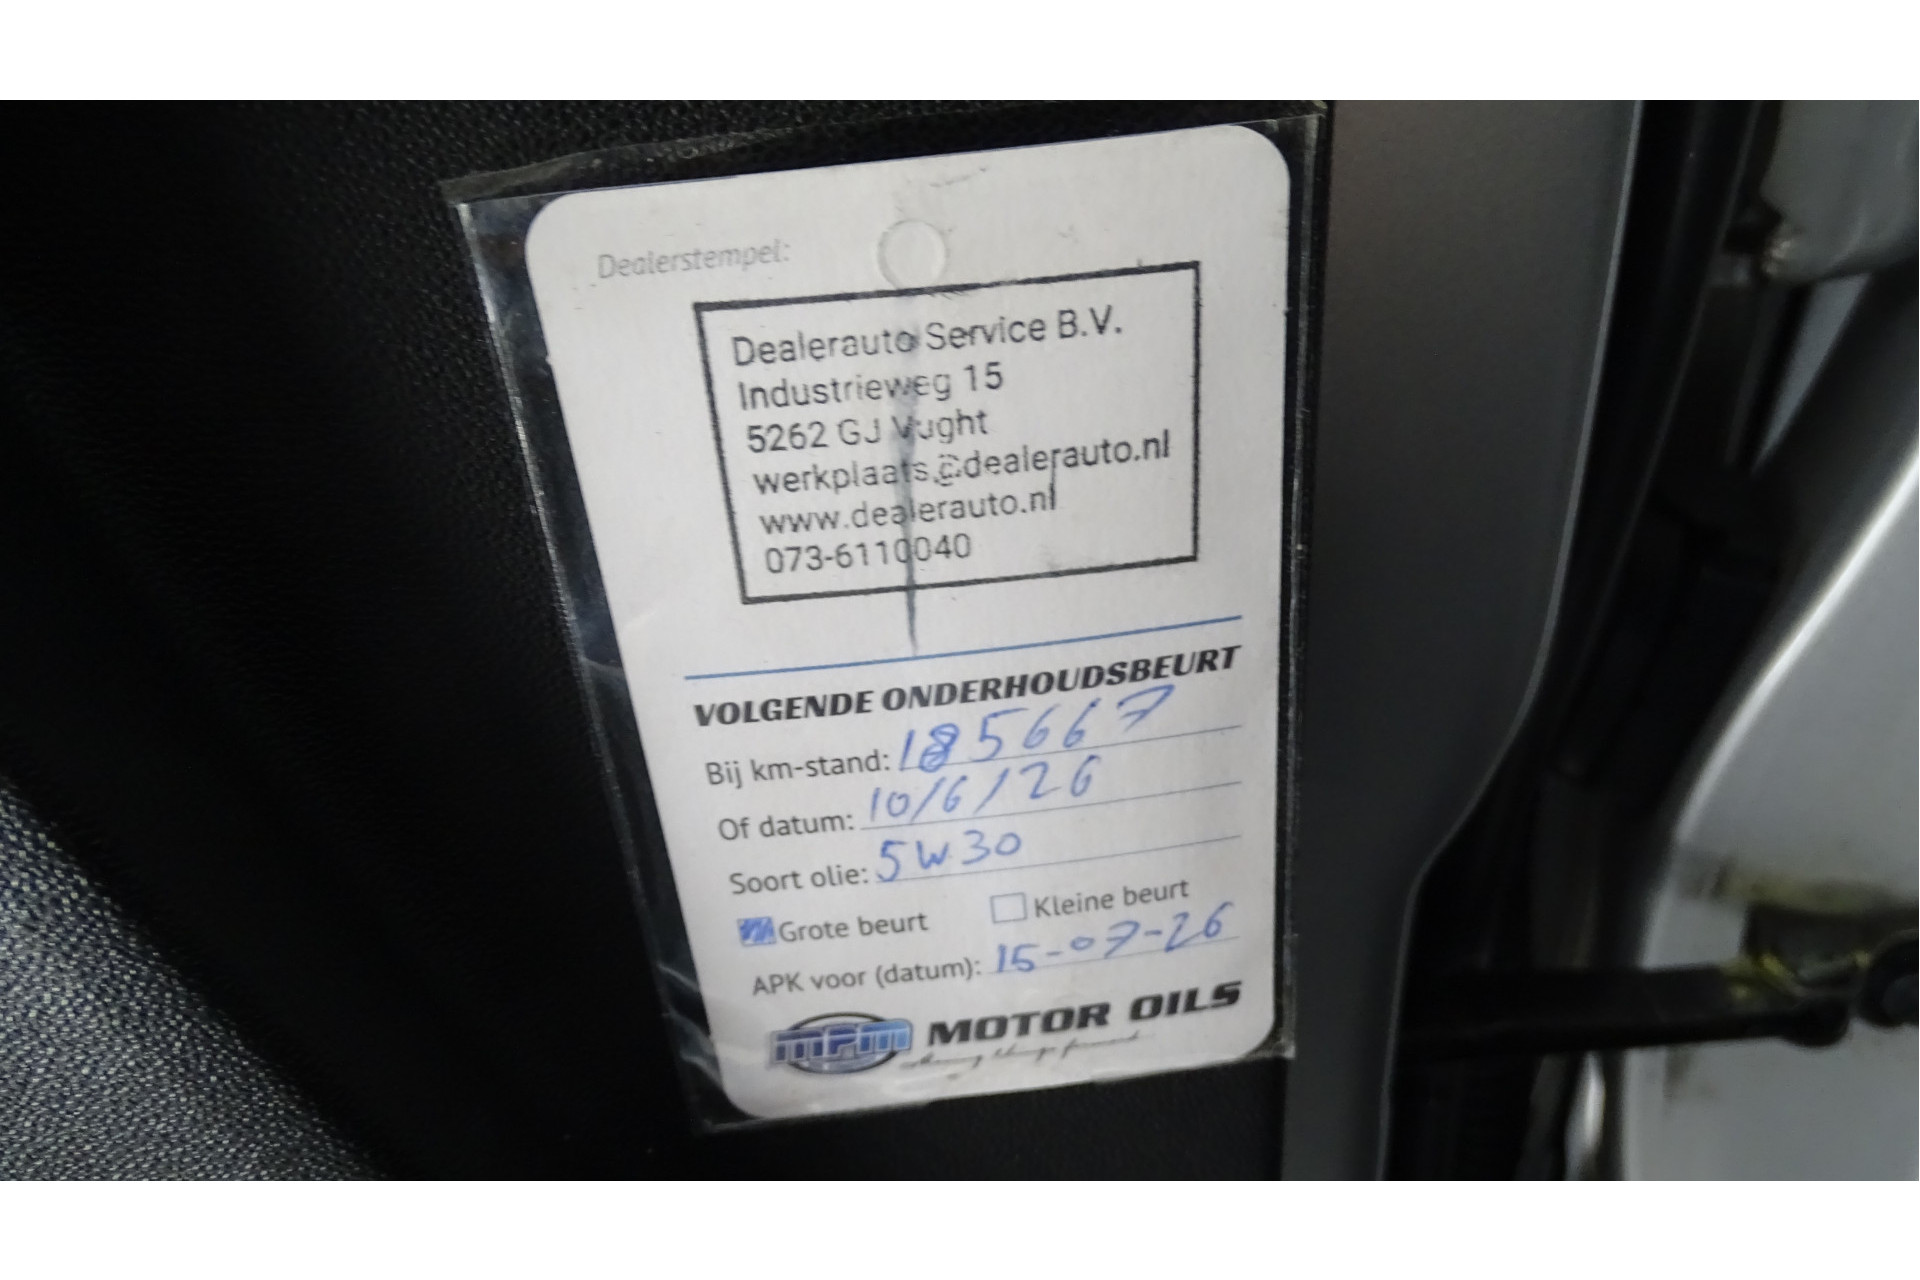 Dealerstempel:
Dealerauto Service B.V.
Industrieweg 15
5262 GJ Vught
werkplaats@dealerauto.nl
www.dealerauto.nl
073-6110040
VOLGENDE ONDERHOUDSBEURT
Bij km-stand: 185667
Of datum: 10/6/26
Soort olie: 5W30
Grote beurt Kleine beurt
APK voor (datum): 15-07-26
MPM MOTOR OILS